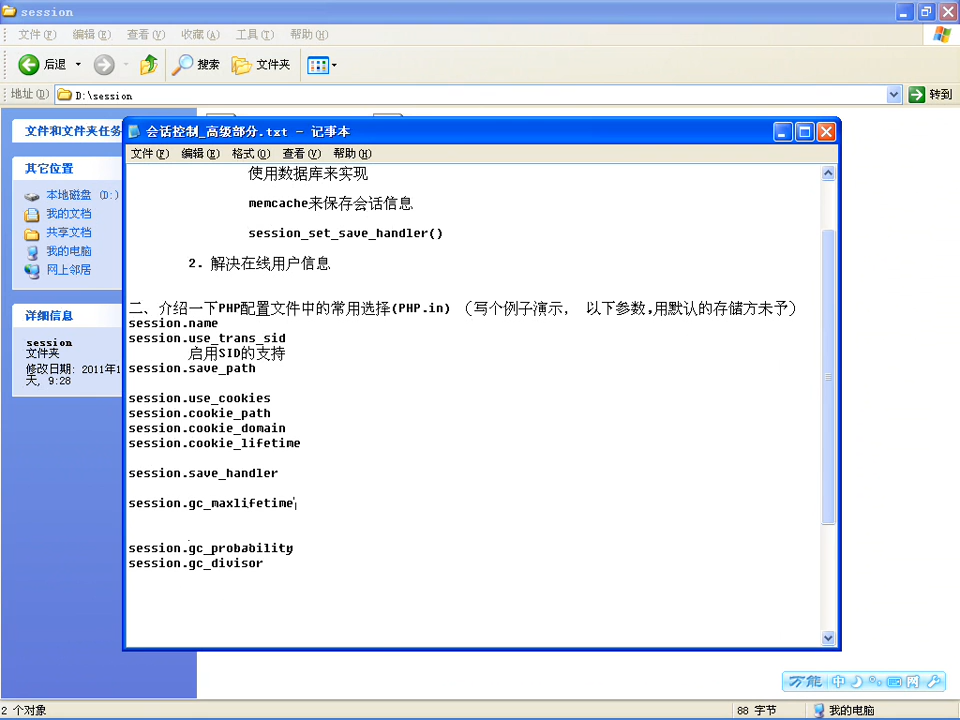 session
文件(F) 编辑(E) 查看(V) 收藏(A) 工具(T) 帮助(H)
后退 搜索 文件夹
地址(D) D:\session 转到
文件和文件夹任务
其它位置
本地磁盘 (D:)
我的文档
共享文档
我的电脑
网上邻居
详细信息
session
文件夹
修改日期: 2011年1
天, 9:28
会话控制_高级部分.txt - 记事本
文件(F) 编辑(E) 格式(O) 查看(V) 帮助(H)
使用数据库来实现
memcache来保存会话信息
session_set_save_handler()
2. 解决在线用户信息
二、介绍一下PHP配置文件中的常用选择(PHP.in) (写个例子演示, 以下参数,用默认的存储方未予)
session.name
session.use_trans_sid
启用SID的支持
session.save_path
session.use_cookies
session.cookie_path
session.cookie_domain
session.cookie_lifetime
session.save_handler
session.gc_maxlifetime
session.gc_probability
session.gc_divisor
万能 中 网
2 个对象 88 字节 我的电脑